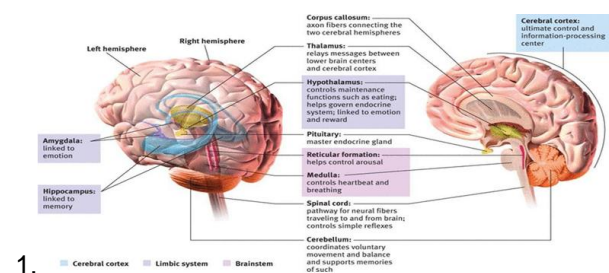 Corpus callosum:
axon fibers connecting the
two cerebral hemispheres
Cerebral cortex:
ultimate control and
information-processing
center
Right hemisphere
Left hemisphere
Thalamus:
relays messages between
lower brain centers
and cerebral cortex
Hypothalamus:
controls maintenance
functions such as eating;
helps govern endocrine
system; linked to emotion
and reward
Amygdala:
linked to
emotion
Pituitary:
master endocrine gland
Reticular formation:
helps control arousal
Medulla:
controls heartbeat and
breathing
Hippocampus:
linked to
memory
Spinal cord:
pathway for neural fibers
traveling to and from brain;
controls simple reflexes
Cerebellum:
coordinates voluntary
movement and balance
and supports memories
of such
1.
Cerebral cortex Limbic system Brainstem